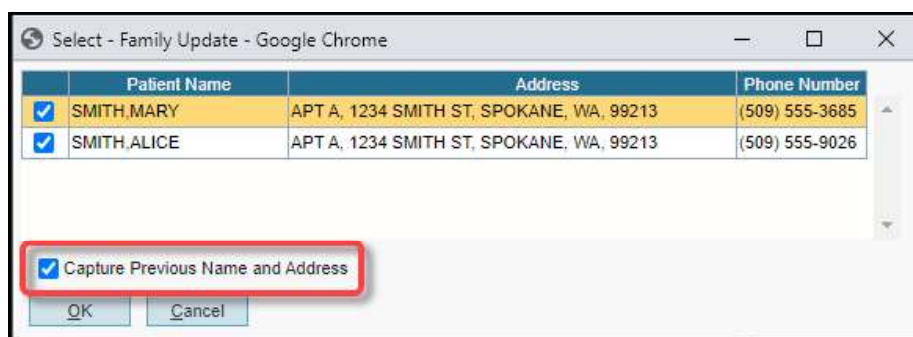 Select - Family Update - Google Chrome
Patient Name Address Phone Number
SMITH,MARY APT A, 1234 SMITH ST, SPOKANE, WA, 99213 (509) 555-3685
SMITH,ALICE APT A, 1234 SMITH ST, SPOKANE, WA, 99213 (509) 555-9026
Capture Previous Name and Address
OK Cancel